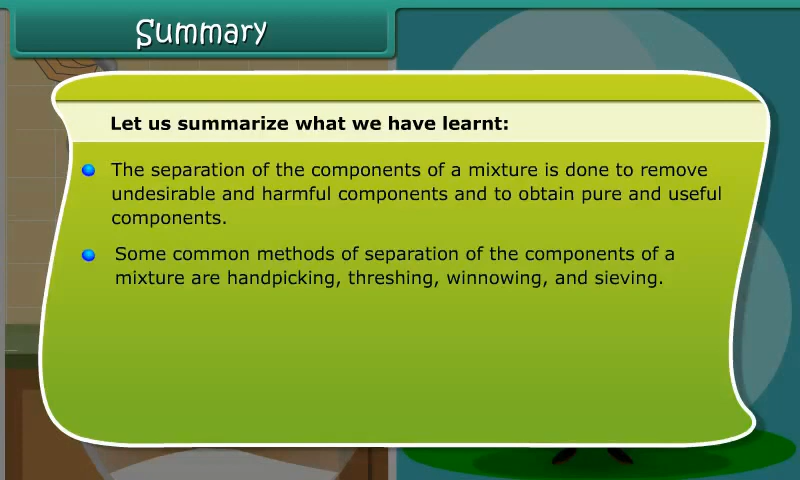 Summary
Let us summarize what we have learnt:
The separation of the components of a mixture is done to remove
undesirable and harmful components and to obtain pure and useful
components.
Some common methods of separation of the components of a
mixture are handpicking, threshing, winnowing, and sieving.